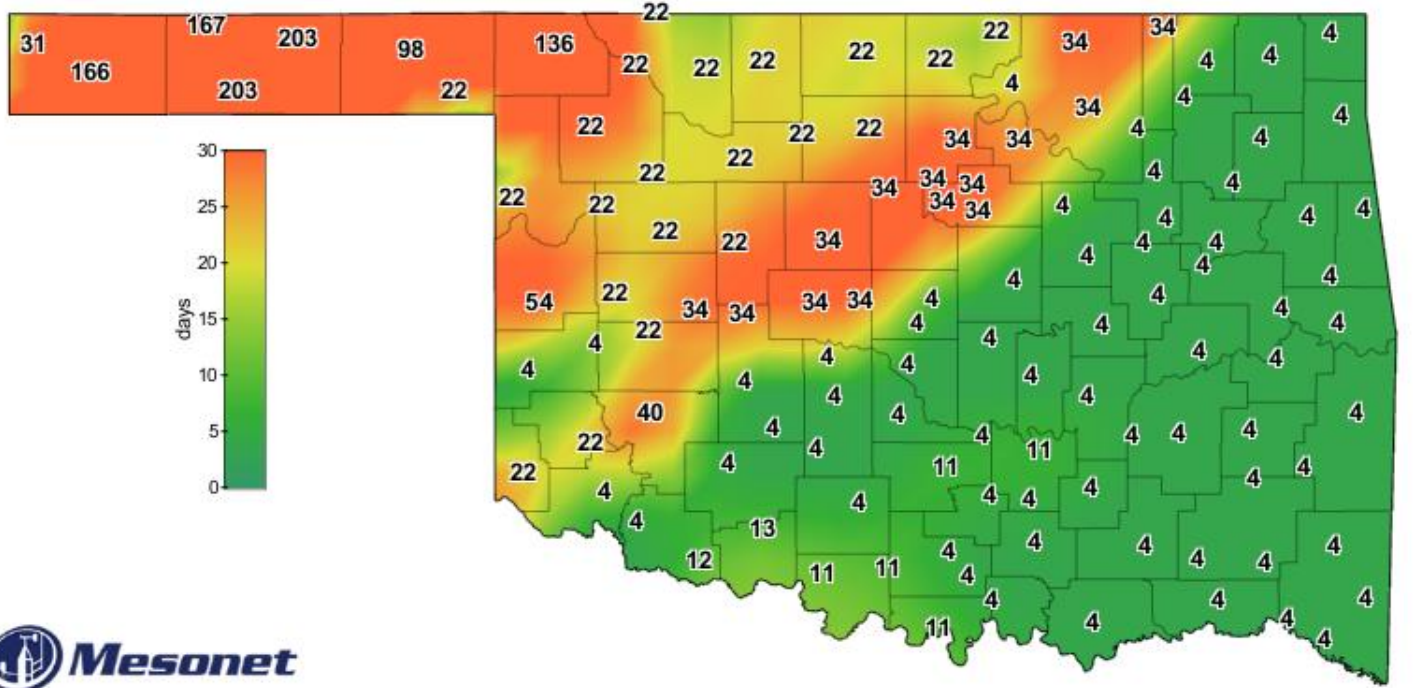 22
167 22 34 4
31 203 98 136 22 34
166 22 22 22 22 4 4
203 22 4 4
34 4
22 22 22 34 34 4 4
30 22
22 34 34 34 4 4
25 22 22 34 34 4 4 4 4
22 22 34 4 4
20 4 4
4 4
54 22 34 34 4 4
days 15 34 34 4
22 4 4 4
4 4 4
4 4 4
10 4 4 4
4 4
40 4 4
5 4 4 4 4 4
22 4 11
22 4 11 4
0 4 4 4
4 4 4
4 13
4 4 4 4
12 11 11 4 4 4
4 4 4
11 4 4 4
Mesonet